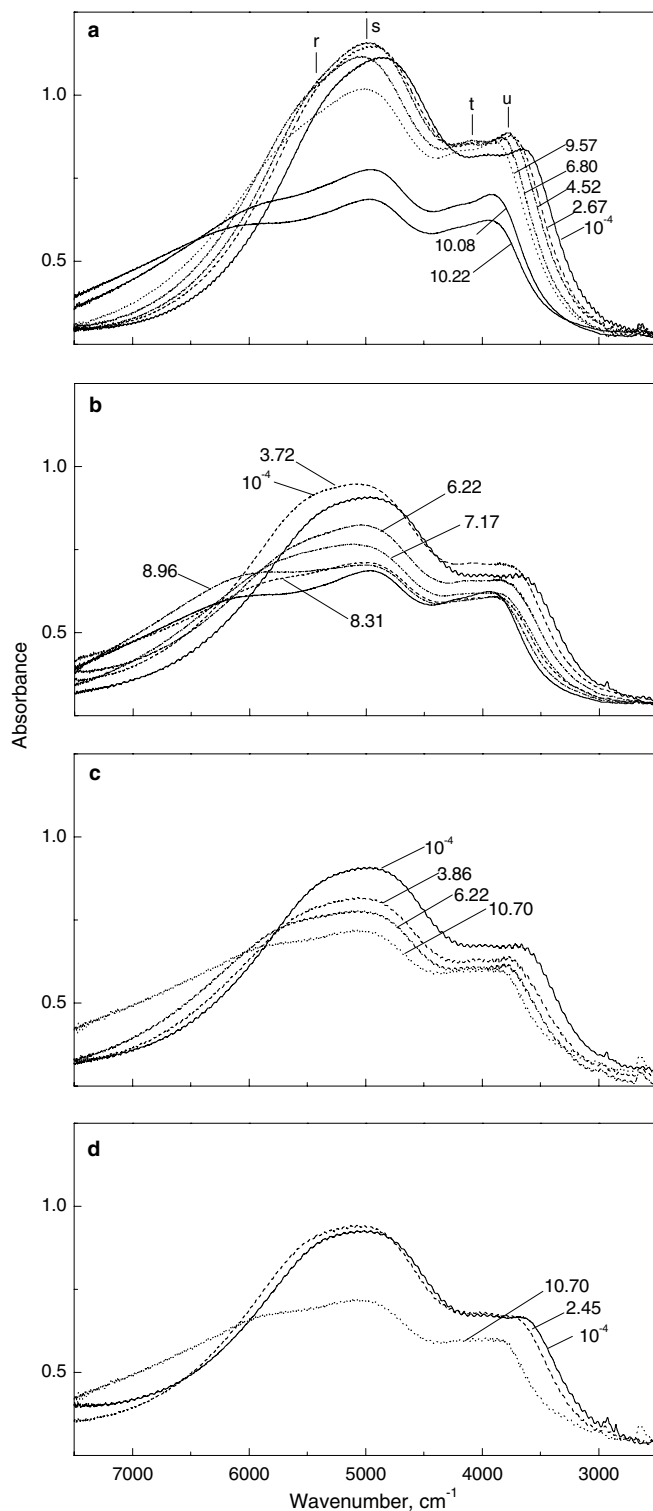 a
r
s
t
u
1.0
9.57
6.80
4.52
2.67
10⁻⁴
10.08
10.22
0.5
b
3.72
10⁻⁴
6.22
7.17
1.0
8.96
8.31
0.5
Absorbance
c
10⁻⁴
3.86
6.22
10.70
1.0
0.5
d
1.0
10.70
2.45
10⁻⁴
0.5
7000 6000 5000 4000 3000
Wavenumber, cm⁻¹